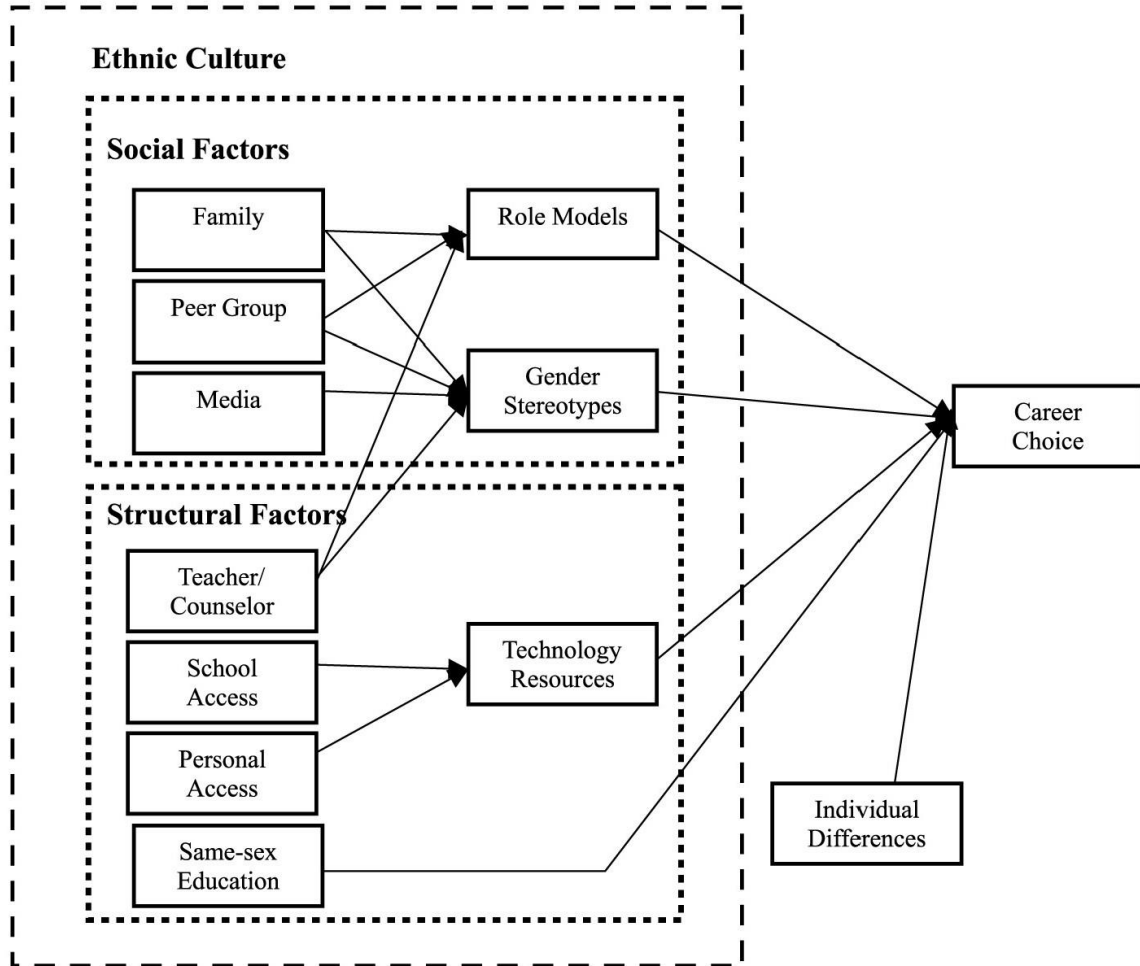 Ethnic Culture
Social Factors
Family
Role Models
Peer Group
Gender
Stereotypes
Media
Career
Choice
Structural Factors
Teacher/
Counselor
School
Access
Technology
Resources
Personal
Access
Individual
Differences
Same-sex
Education